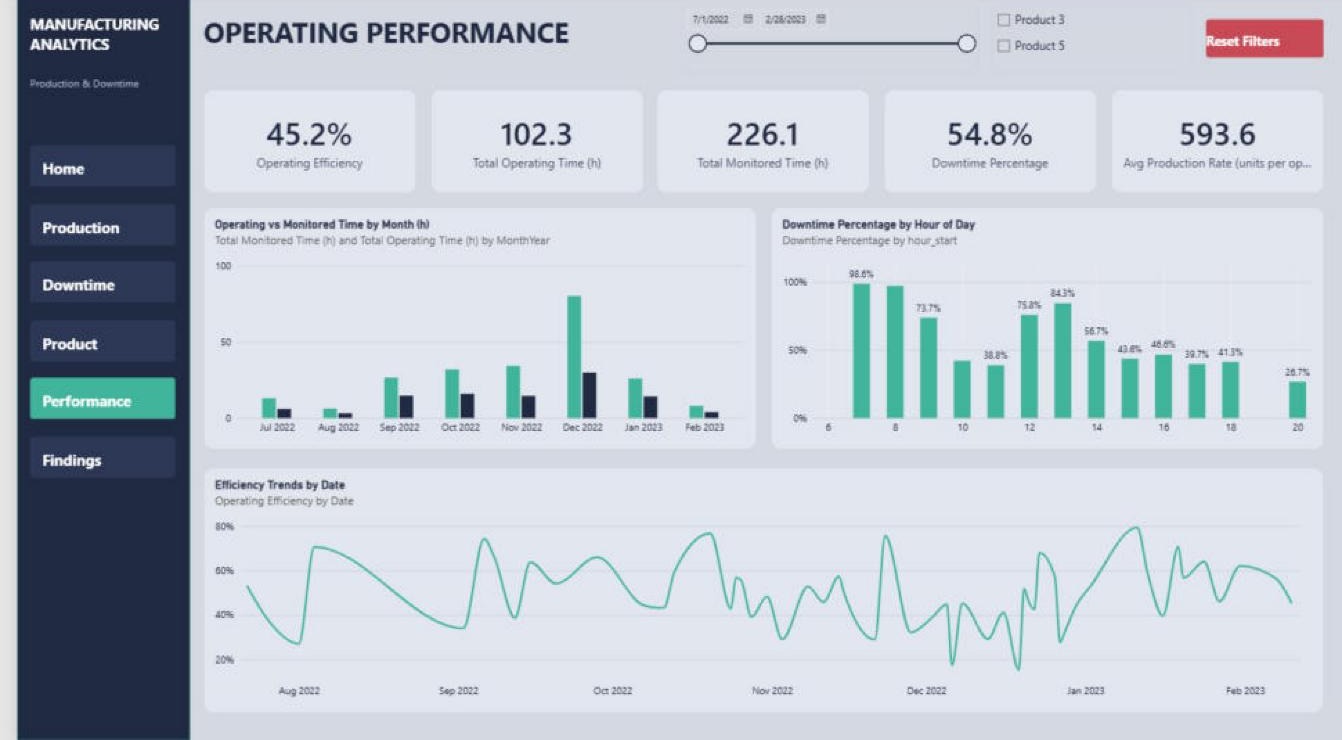 MANUFACTURING
ANALYTICS
Production & Downtime
Home
Production
Downtime
Product
Performance
Findings
OPERATING PERFORMANCE
7/1/2022 2/28/2023
Product 3
Product 5
Reset Filters
45.2%
Operating Efficiency
102.3
Total Operating Time (h)
226.1
Total Monitored Time (h)
54.8%
Downtime Percentage
593.6
Avg Production Rate (units per op...
Operating vs Monitored Time by Month (h)
Total Monitored Time (h) and Total Operating Time (h) by MonthYear
100
50
0
Jul 2022 Aug 2022 Sep 2022 Oct 2022 Nov 2022 Dec 2022 Jan 2023 Feb 2023
Downtime Percentage by Hour of Day
Downtime Percentage by hour_start
100%
50%
0%
98.6% 73.7% 38.8% 75.8% 84.3% 56.7% 43.6% 46.6% 39.7% 41.3% 26.7%
6 8 10 12 14 16 18 20
Efficiency Trends by Date
Operating Efficiency by Date
80%
60%
40%
20%
Aug 2022 Sep 2022 Oct 2022 Nov 2022 Dec 2022 Jan 2023 Feb 2023